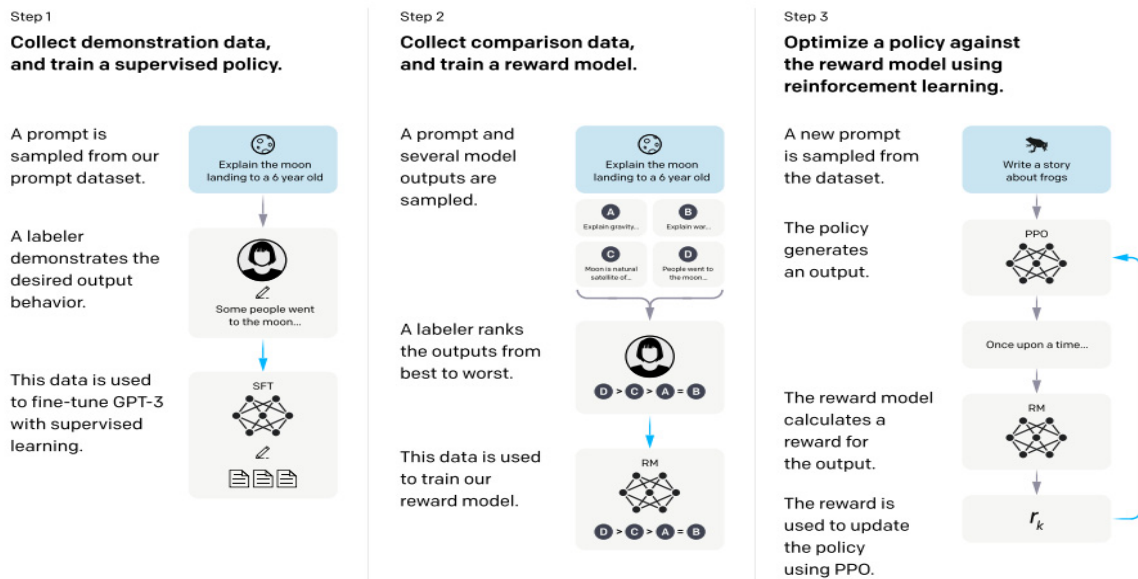 Step 1
Collect demonstration data,
and train a supervised policy.
A prompt is
sampled from our
prompt dataset.
Explain the moon
landing to a 6 year old
A labeler
demonstrates the
desired output
behavior.
Some people went
to the moon...
This data is used
to fine-tune GPT-3
with supervised
learning.
SFT
Step 2
Collect comparison data,
and train a reward model.
A prompt and
several model
outputs are
sampled.
Explain the moon
landing to a 6 year old
A
Explain gravity...
B
Explain war...
C
Moon is natural
satellite of...
D
People went to
the moon...
A labeler ranks
the outputs from
best to worst.
D > C > A = B
This data is used
to train our
reward model.
RM
D > C > A = B
Step 3
Optimize a policy against
the reward model using
reinforcement learning.
A new prompt
is sampled from
the dataset.
Write a story
about frogs
The policy
generates
an output.
PPO
Once upon a time...
The reward model
calculates a
reward for
the output.
RM
The reward is
used to update
the policy
using PPO.
rₖ